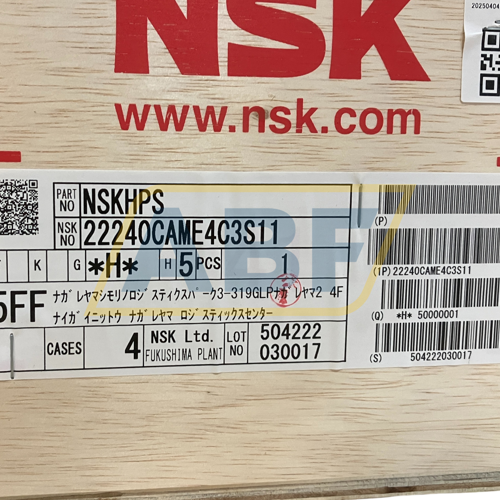 NSK
20250404
www.nsk.com
PART NO NSKHPS
NSK NO 22240CAME4C3S11
K G *H* H 5PCS 1
5FF ナガレヤマシモリロジスティクスパーク3-319GLPナガレヤマ2 4F
ナイガイニットウ ナガレヤマ ロジスティックスセンター
CASES 4 NSK Ltd. FUKUSHIMA PLANT LOT NO 504222 030017
(P)
(1P) 22240CAME4C3S11
(Q) *H* 50000001
(S) 504222030017
ABF